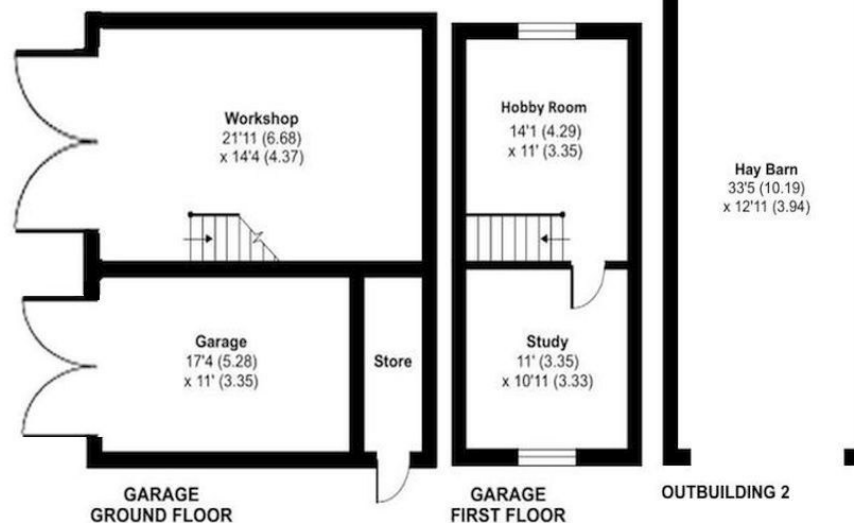 Workshop
21'11 (6.68)
x 14'4 (4.37)
Garage
17'4 (5.28)
x 11' (3.35)
Store
GARAGE
GROUND FLOOR
Hobby Room
14'1 (4.29)
x 11' (3.35)
Study
11' (3.35)
x 10'11 (3.33)
GARAGE
FIRST FLOOR
Hay Barn
33'5 (10.19)
x 12'11 (3.94)
OUTBUILDING 2